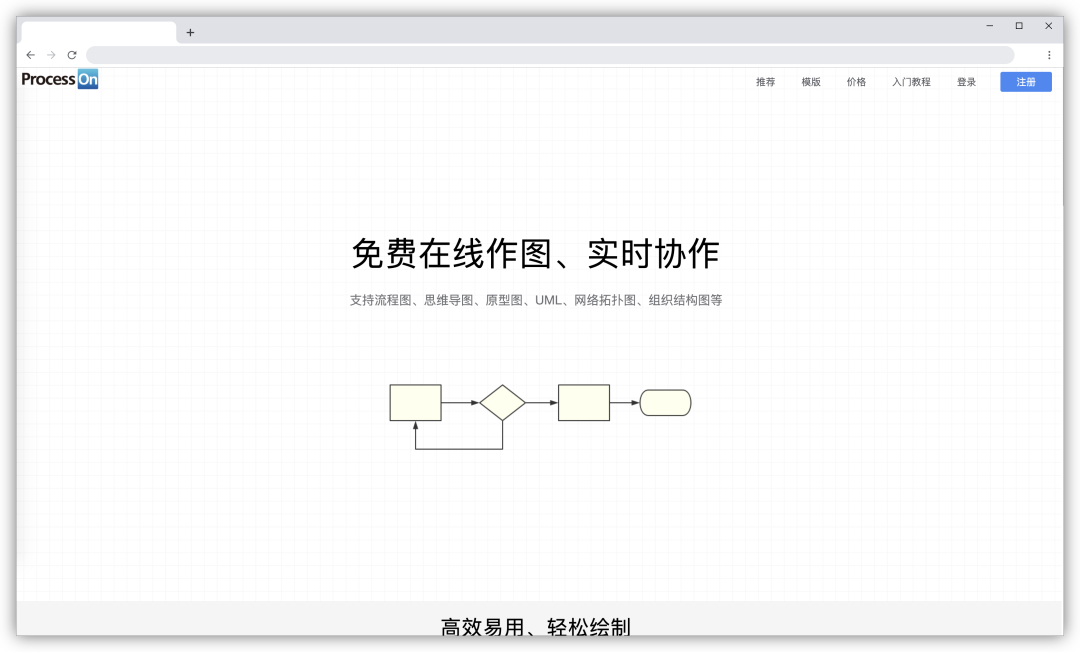 ProcessOn
推荐 模版 价格 入门教程 登录 注册
免费在线作图、实时协作
支持流程图、思维导图、原型图、UML、网络拓扑图、组织结构图等
高效易用、轻松绘制